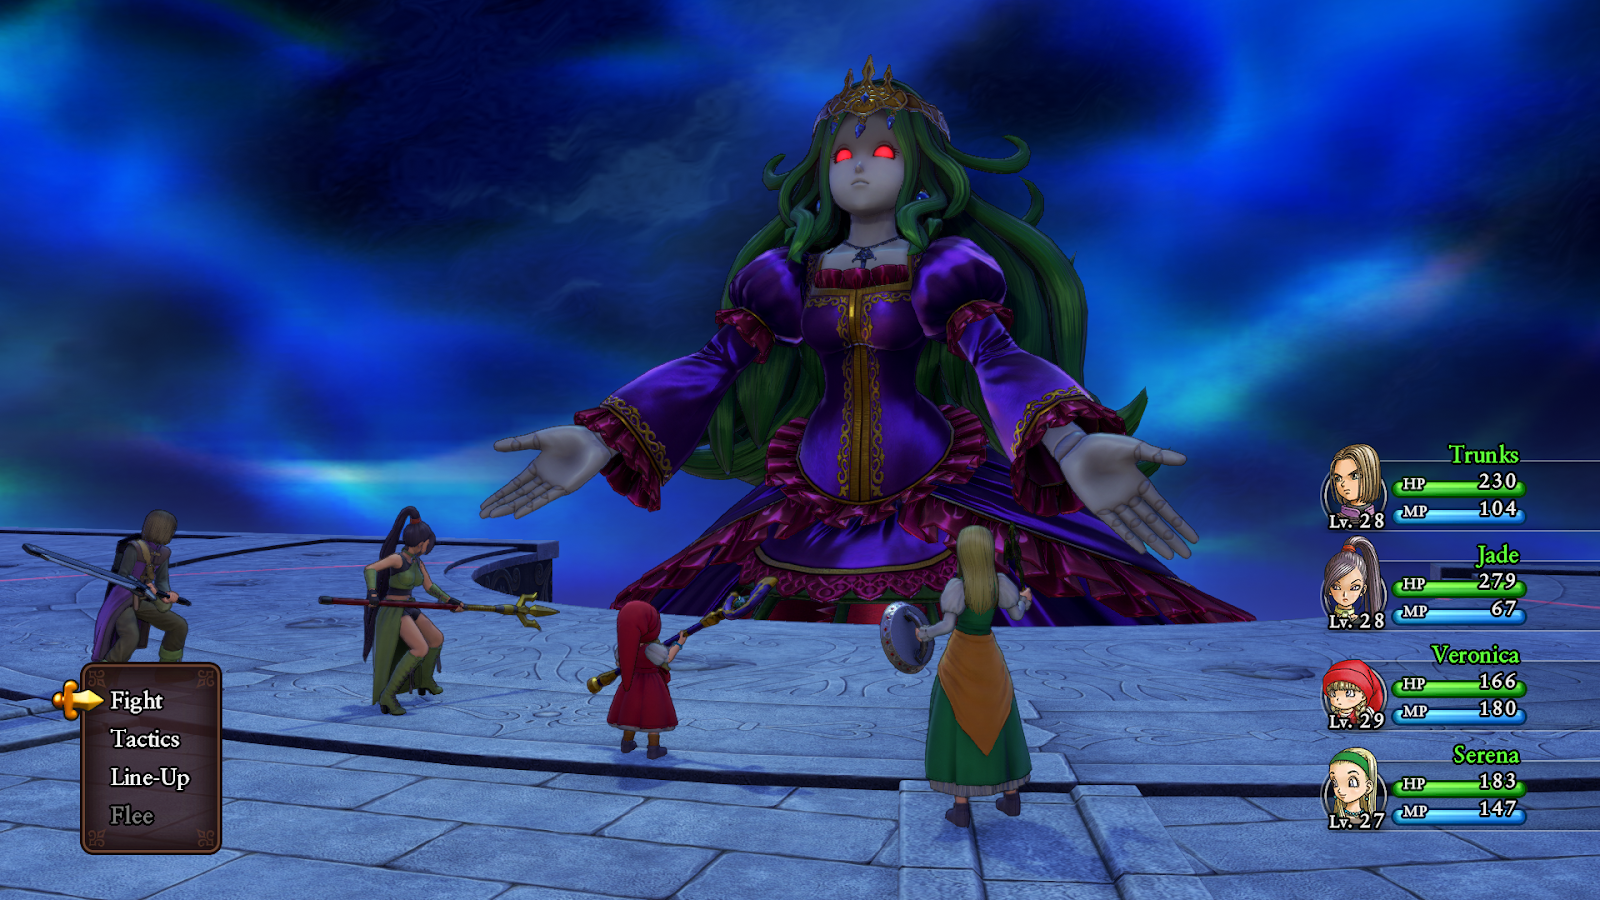 Fight
Tactics
Line-Up
Flee
Trunks
HP 230
MP 104
Lv. 28
Jade
HP 279
MP 67
Lv. 28
Veronica
HP 166
MP 180
Lv. 29
Serena
HP 183
MP 147
Lv. 27